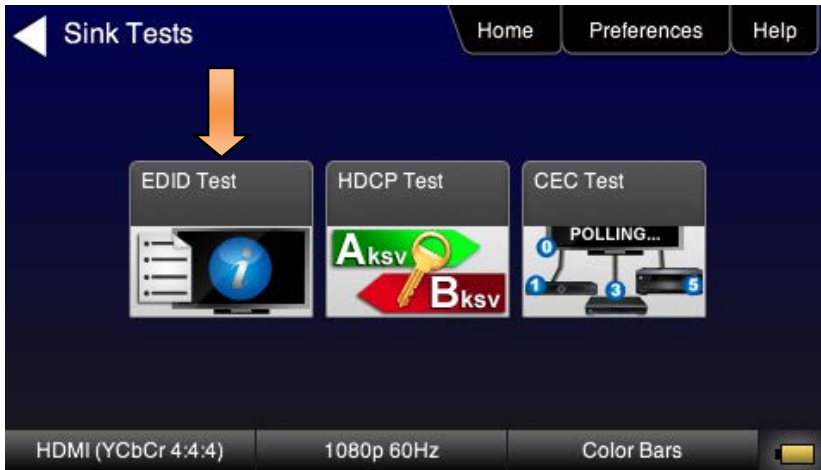 Sink Tests
Home
Preferences
Help
EDID Test
HDCP Test
CEC Test
i
Aksv
Bksv
POLLING...
0
1
3
5
HDMI (YCbCr 4:4:4)
1080p 60Hz
Color Bars